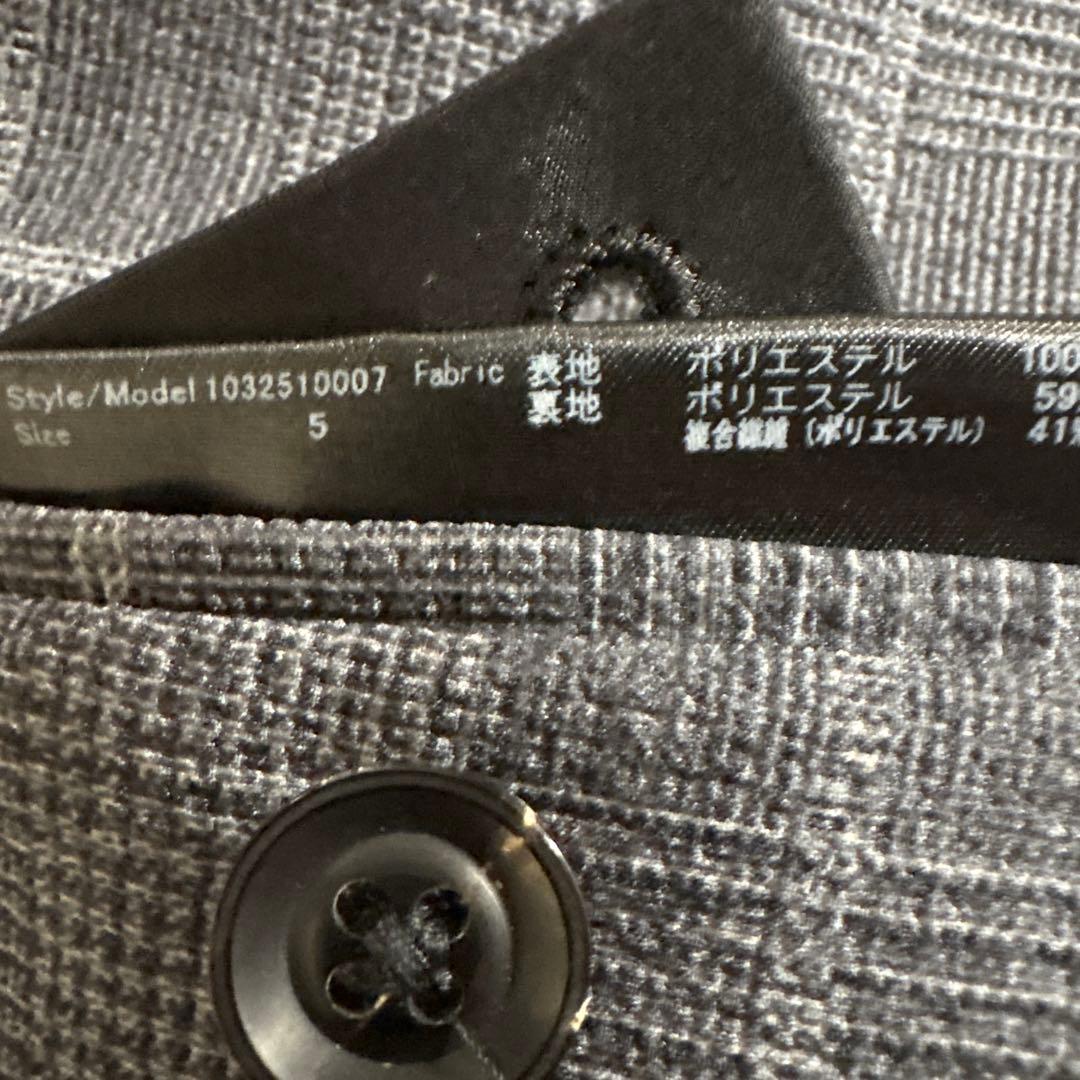 Style/Model 1032510007 Fabric 表地 ポリエステル 100
Size 5 裏地 ポリエステル 59%
複合繊維（ポリエステル） 41%